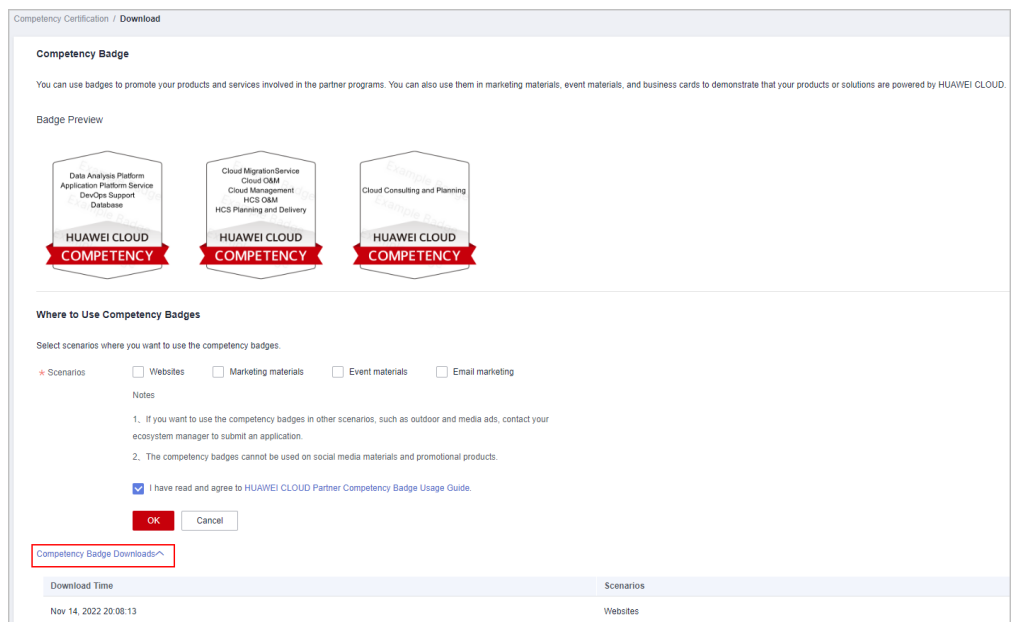 Competency Certification / Download
Competency Badge
You can use badges to promote your products and services involved in the partner programs. You can also use them in marketing materials, event materials, and business cards to demonstrate that your products or solutions are powered by HUAWEI CLOUD.
Badge Preview
Data Analysis Platform
Application Platform Service
DevOps Support
Database
Example Badge
HUAWEI CLOUD
COMPETENCY
Cloud MigrationService
Cloud O&M
Cloud Management
HCS O&M
HCS Planning and Delivery
HUAWEI CLOUD
COMPETENCY
Cloud Consulting and Planning
Example Badge
HUAWEI CLOUD
COMPETENCY
Where to Use Competency Badges
Select scenarios where you want to use the competency badges.
* Scenarios
Websites
Marketing materials
Event materials
Email marketing
Notes
1、If you want to use the competency badges in other scenarios, such as outdoor and media ads, contact your
ecosystem manager to submit an application.
2、The competency badges cannot be used on social media materials and promotional products.
I have read and agree to HUAWEI CLOUD Partner Competency Badge Usage Guide.
OK Cancel
Competency Badge Downloads
Download Time Scenarios
Nov 14, 2022 20:08:13 Websites